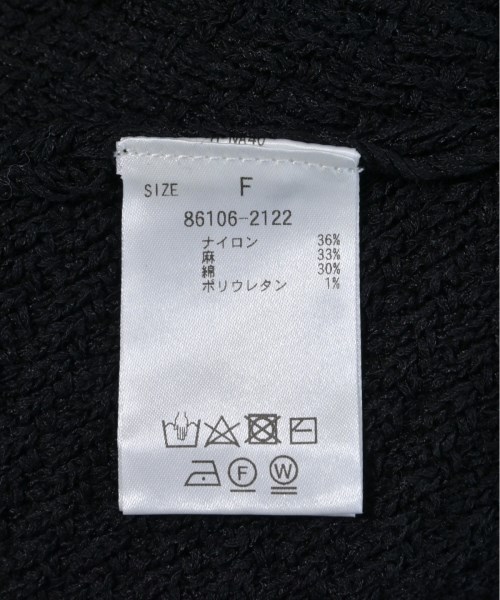 SIZE F
86106-2122
ナイロン 36%
麻 33%
綿 30%
ポリウレタン 1%
F W